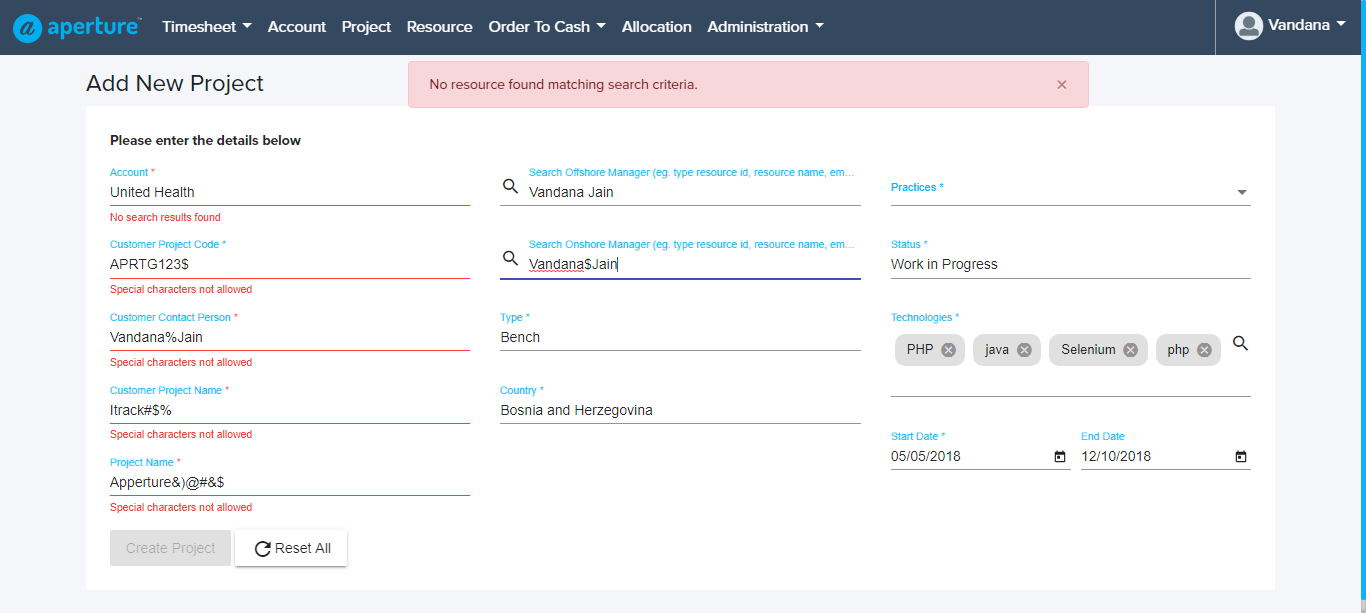 aperture Timesheet Account Project Resource Order To Cash Allocation Administration Vandana
Add New Project
No resource found matching search criteria. ×
Please enter the details below
Account *
United Health
No search results found
Search Offshore Manager (eg. type resource id, resource name, em...
Vandana Jain
Practices *
Customer Project Code *
APRTG123$
Special characters not allowed
Search Onshore Manager (eg. type resource id, resource name, em...
Vandana$Jain
Status *
Work in Progress
Customer Contact Person *
Vandana%Jain
Special characters not allowed
Type *
Bench
Technologies *
PHP java Selenium php
Customer Project Name *
Itrack#$%
Special characters not allowed
Country *
Bosnia and Herzegovina
Start Date * End Date
05/05/2018 12/10/2018
Project Name *
Apperture&)@#&$
Special characters not allowed
Create Project Reset All